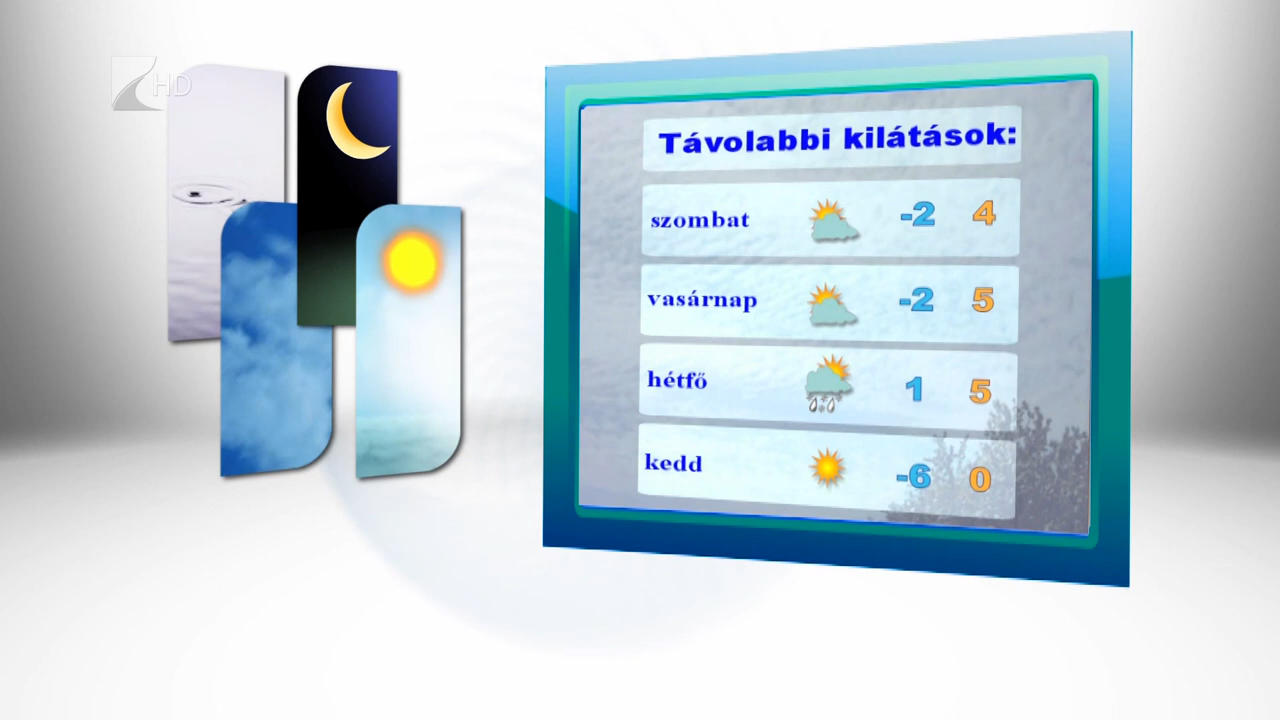 HD
Távolabbi kilátások:
szombat -2 4
vasárnap -2 5
hétfő 1 5
kedd -6 0